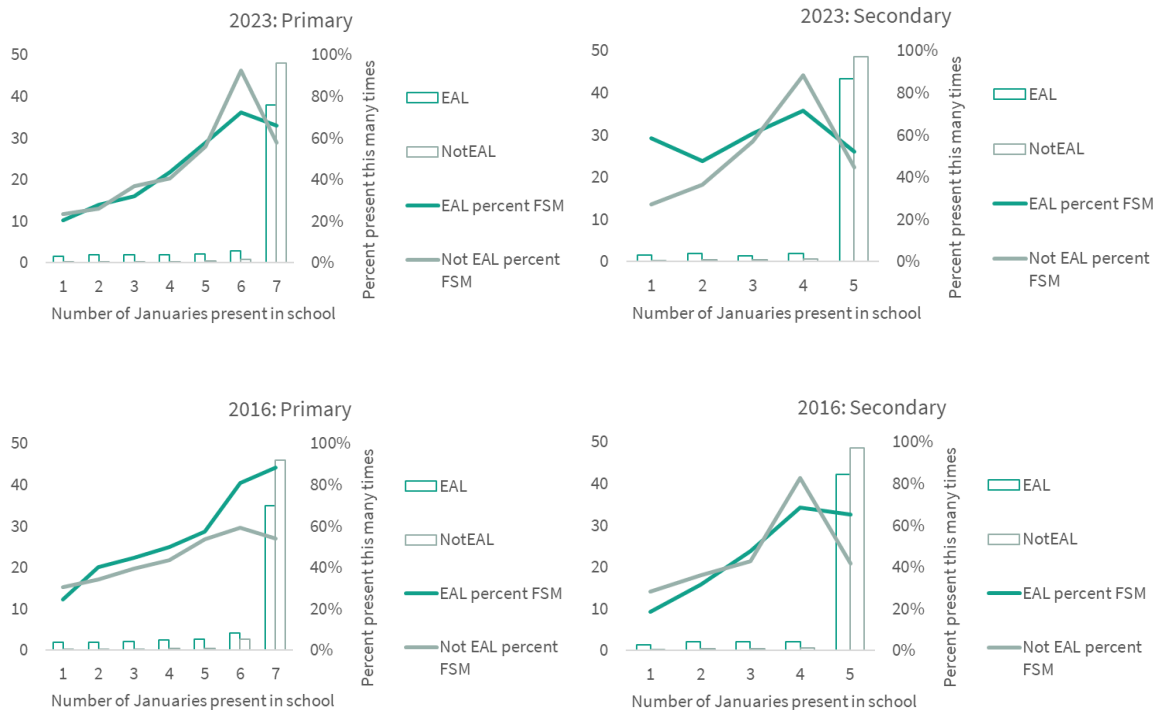 2023: Primary
50
40
30
20
10
0
100%
80%
60%
40%
20%
0%
1 2 3 4 5 6 7
Number of Januaries present in school
Percent present this many times
EAL
NotEAL
EAL percent FSM
Not EAL percent
FSM
2023: Secondary
50
40
30
20
10
0
100%
80%
60%
40%
20%
0%
1 2 3 4 5
Number of Januaries present in school
Percent present this many times
EAL
NotEAL
EAL percent FSM
Not EAL percent
FSM
2016: Primary
50
40
30
20
10
0
100%
80%
60%
40%
20%
0%
1 2 3 4 5 6 7
Number of Januaries present in school
Percent present this many times
EAL
NotEAL
EAL percent FSM
Not EAL percent
FSM
2016: Secondary
50
40
30
20
10
0
100%
80%
60%
40%
20%
0%
1 2 3 4 5
Number of Januaries present in school
Percent present this many times
EAL
NotEAL
EAL percent FSM
Not EAL percent
FSM